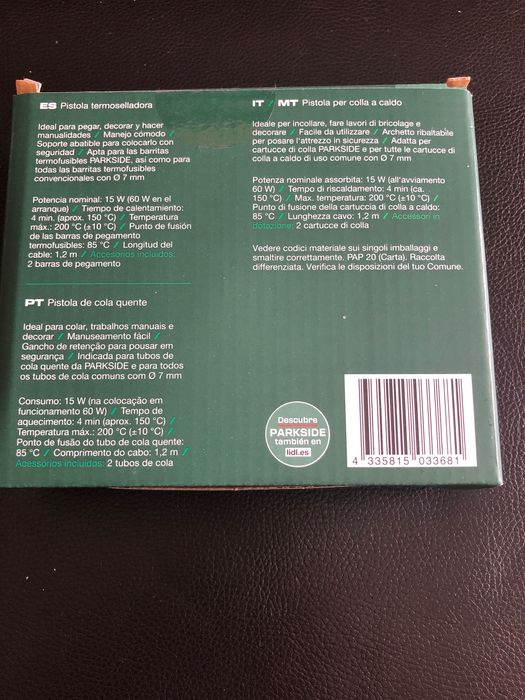 ES Pistola termoselladora
Ideal para pegar, decorar y hacer
manualidades / Manejo cómodo /
Soporte abatible para colocarlo con
seguridad / Apta para las barritas
termofusibles PARKSIDE, así como para
todas las barritas termofusibles
convencionales con Ø 7 mm
Potencia nominal: 15 W (60 W en el
arranque) / Tiempo de calentamiento:
4 min. (aprox. 150 °C) / Temperatura
máx.: 200 °C (±10 °C) / Punto de fusión
de las barras de pegamento
termofusibles: 85 °C / Longitud del
cable: 1,2 m / Accesorios incluidos:
2 barras de pegamento
PT Pistola de cola quente
Ideal para colar, trabalhos manuais e
decorar / Manuseamento fácil /
Gancho de retenção para pousar em
segurança / Indicada para tubos de
cola quente da PARKSIDE e para todos
os tubos de cola comuns com Ø 7 mm
Consumo: 15 W (na colocação em
funcionamento 60 W) / Tempo de
aquecimento: 4 min (aprox. 150 °C) /
Temperatura máx.: 200 °C (±10 °C) /
Ponto de fusão do tubo de cola quente:
85 °C / Comprimento do cabo: 1,2 m /
Acessórios incluídos: 2 tubos de cola
IT / MT Pistola per colla a caldo
Ideale per incollare, fare lavori di bricolage e
decorare / Facile da utilizzare / Archetto ribaltabile
per posare l'attrezzo in sicurezza / Adatta per
cartucce di colla PARKSIDE e per tutte le cartucce di
colla a caldo di uso comune con Ø 7 mm
Potenza nominale assorbita: 15 W (all'avviamento
60 W) / Tempo di riscaldamento: 4 min (ca.
150 °C) / Max. temperatura: 200 °C (±10 °C) /
Punto di fusione della cartuccia di colla a caldo:
85 °C / Lunghezza cavo: 1,2 m / Accessori in
dotazione: 2 cartucce di colla
Vedere codici materiale sui singoli imballaggi e
smaltire correttamente. PAP 20 (Carta). Raccolta
differenziata. Verifica le disposizioni del tuo Comune.
Descubre
PARKSIDE
también en
lidl.es
4 335815 033681